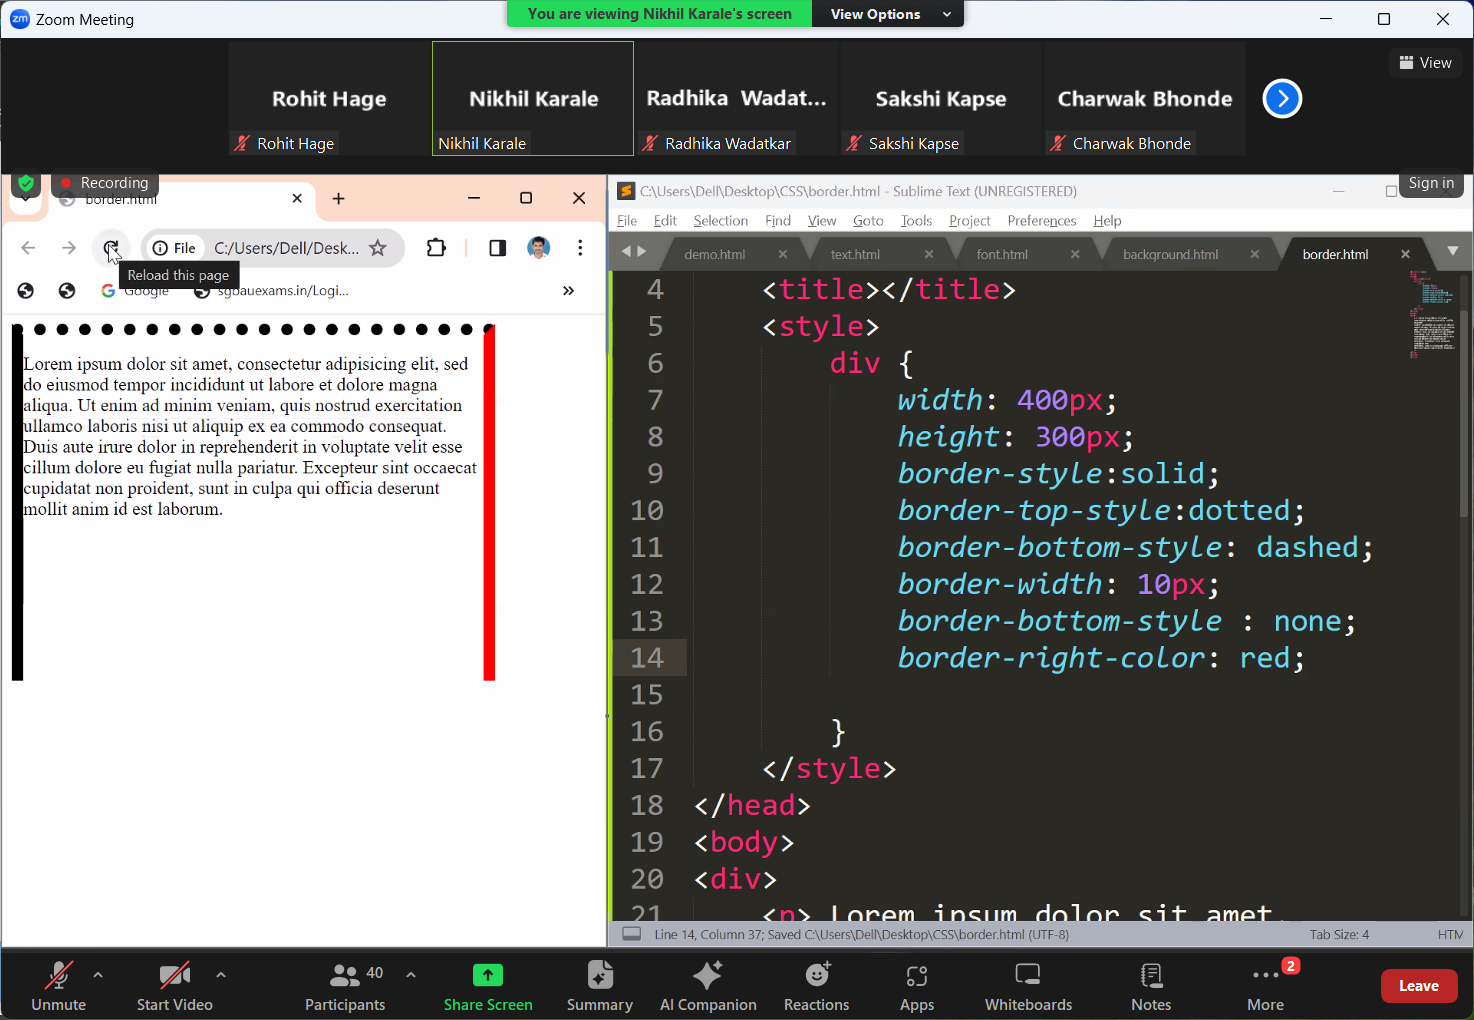 Zoom Meeting
You are viewing Nikhil Karale's screen
View Options
View
Rohit Hage
Nikhil Karale
Radhika Wadat...
Sakshi Kapse
Charwak Bhonde
Rohit Hage
Nikhil Karale
Radhika Wadatkar
Sakshi Kapse
Charwak Bhonde
Recording
border.html
File
C:/Users/Dell/Desk...
Reload this page
Google
sgbauexams.in/Logi...
Lorem ipsum dolor sit amet, consectetur adipisicing elit, sed
do eiusmod tempor incididunt ut labore et dolore magna
aliqua. Ut enim ad minim veniam, quis nostrud exercitation
ullamco laboris nisi ut aliquip ex ea commodo consequat.
Duis aute irure dolor in reprehenderit in voluptate velit esse
cillum dolore eu fugiat nulla pariatur. Excepteur sint occaecat
cupidatat non proident, sunt in culpa qui officia deserunt
mollit anim id est laborum.
C:\Users\Dell\Desktop\CSS\border.html - Sublime Text (UNREGISTERED)
Sign in
File Edit Selection Find View Goto Tools Project Preferences Help
demo.html text.html font.html background.html border.html
4 <title></title>
5 <style>
6 div {
7 width: 400px;
8 height: 300px;
9 border-style:solid;
10 border-top-style:dotted;
11 border-bottom-style: dashed;
12 border-width: 10px;
13 border-bottom-style : none;
14 border-right-color: red;
15
16 }
17 </style>
18 </head>
19 <body>
20 <div>
21 <p> Lorem ipsum dolor sit amet,
Line 14, Column 37; Saved C:\Users\Dell\Desktop\CSS\border.html (UTF-8)
Tab Size: 4
HTM
Unmute
Start Video
40
Participants
Share Screen
Summary
AI Companion
Reactions
Apps
Whiteboards
Notes
2
More
Leave